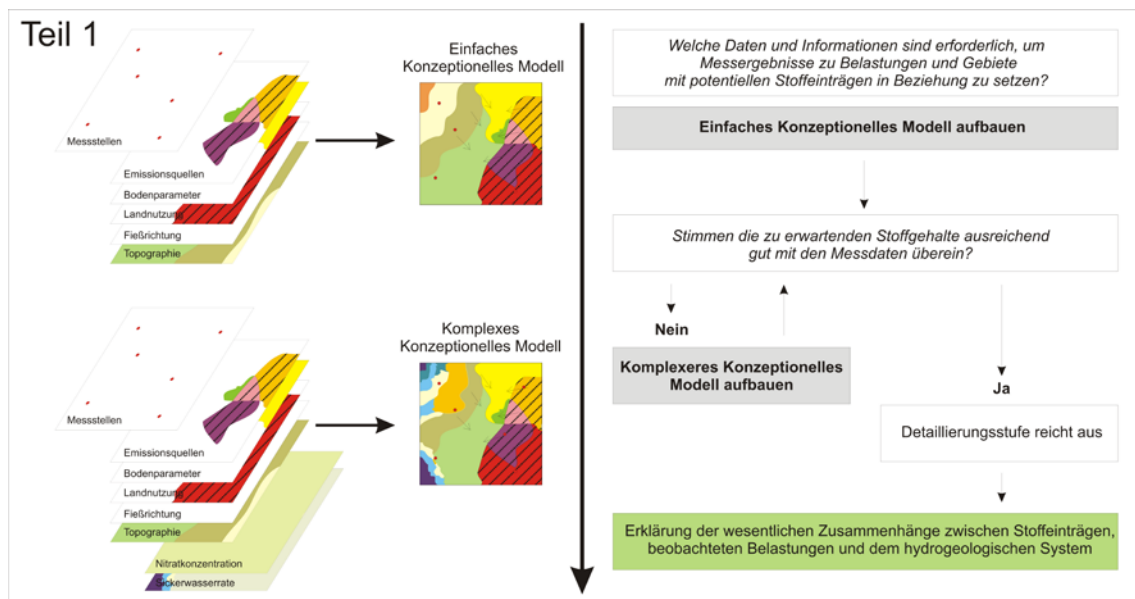 Teil 1
Einfaches
Konzeptionelles Modell
Messstellen
Emissionsquellen
Bodenparameter
Landnutzung
Fießrichtung
Topographie
Komplexes
Konzeptionelles Modell
Messstellen
Emissionsquellen
Bodenparameter
Landnutzung
Fießrichtung
Topographie
Nitratkonzentration
Sickerwasserrate
Welche Daten und Informationen sind erforderlich, um
Messergebnisse zu Belastungen und Gebiete
mit potentiellen Stoffeinträgen in Beziehung zu setzen?
Einfaches Konzeptionelles Modell aufbauen
Stimmen die zu erwartenden Stoffgehalte ausreichend
gut mit den Messdaten überein?
Nein
Komplexeres Konzeptionelles
Modell aufbauen
Ja
Detaillierungsstufe reicht aus
Erklärung der wesentlichen Zusammenhänge zwischen Stoffeinträgen,
beobachteten Belastungen und dem hydrogeologischen System